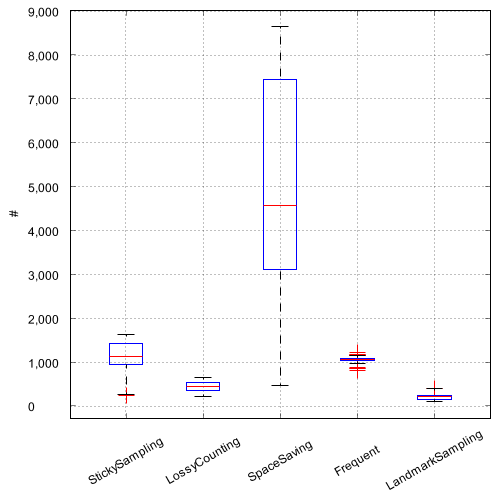 9,000
8,000
7,000
6,000
5,000
4,000
3,000
2,000
1,000
0
#
StickySampling
LossyCounting
SpaceSaving
Frequent
LandmarkSampling